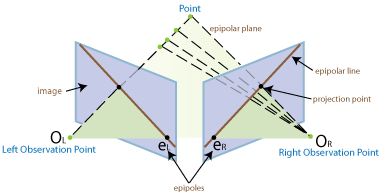 Point
epipolar plane
epipolar line
image
projection point
OL
eL
eR
OR
Left Observation Point
Right Observation Point
epipoles